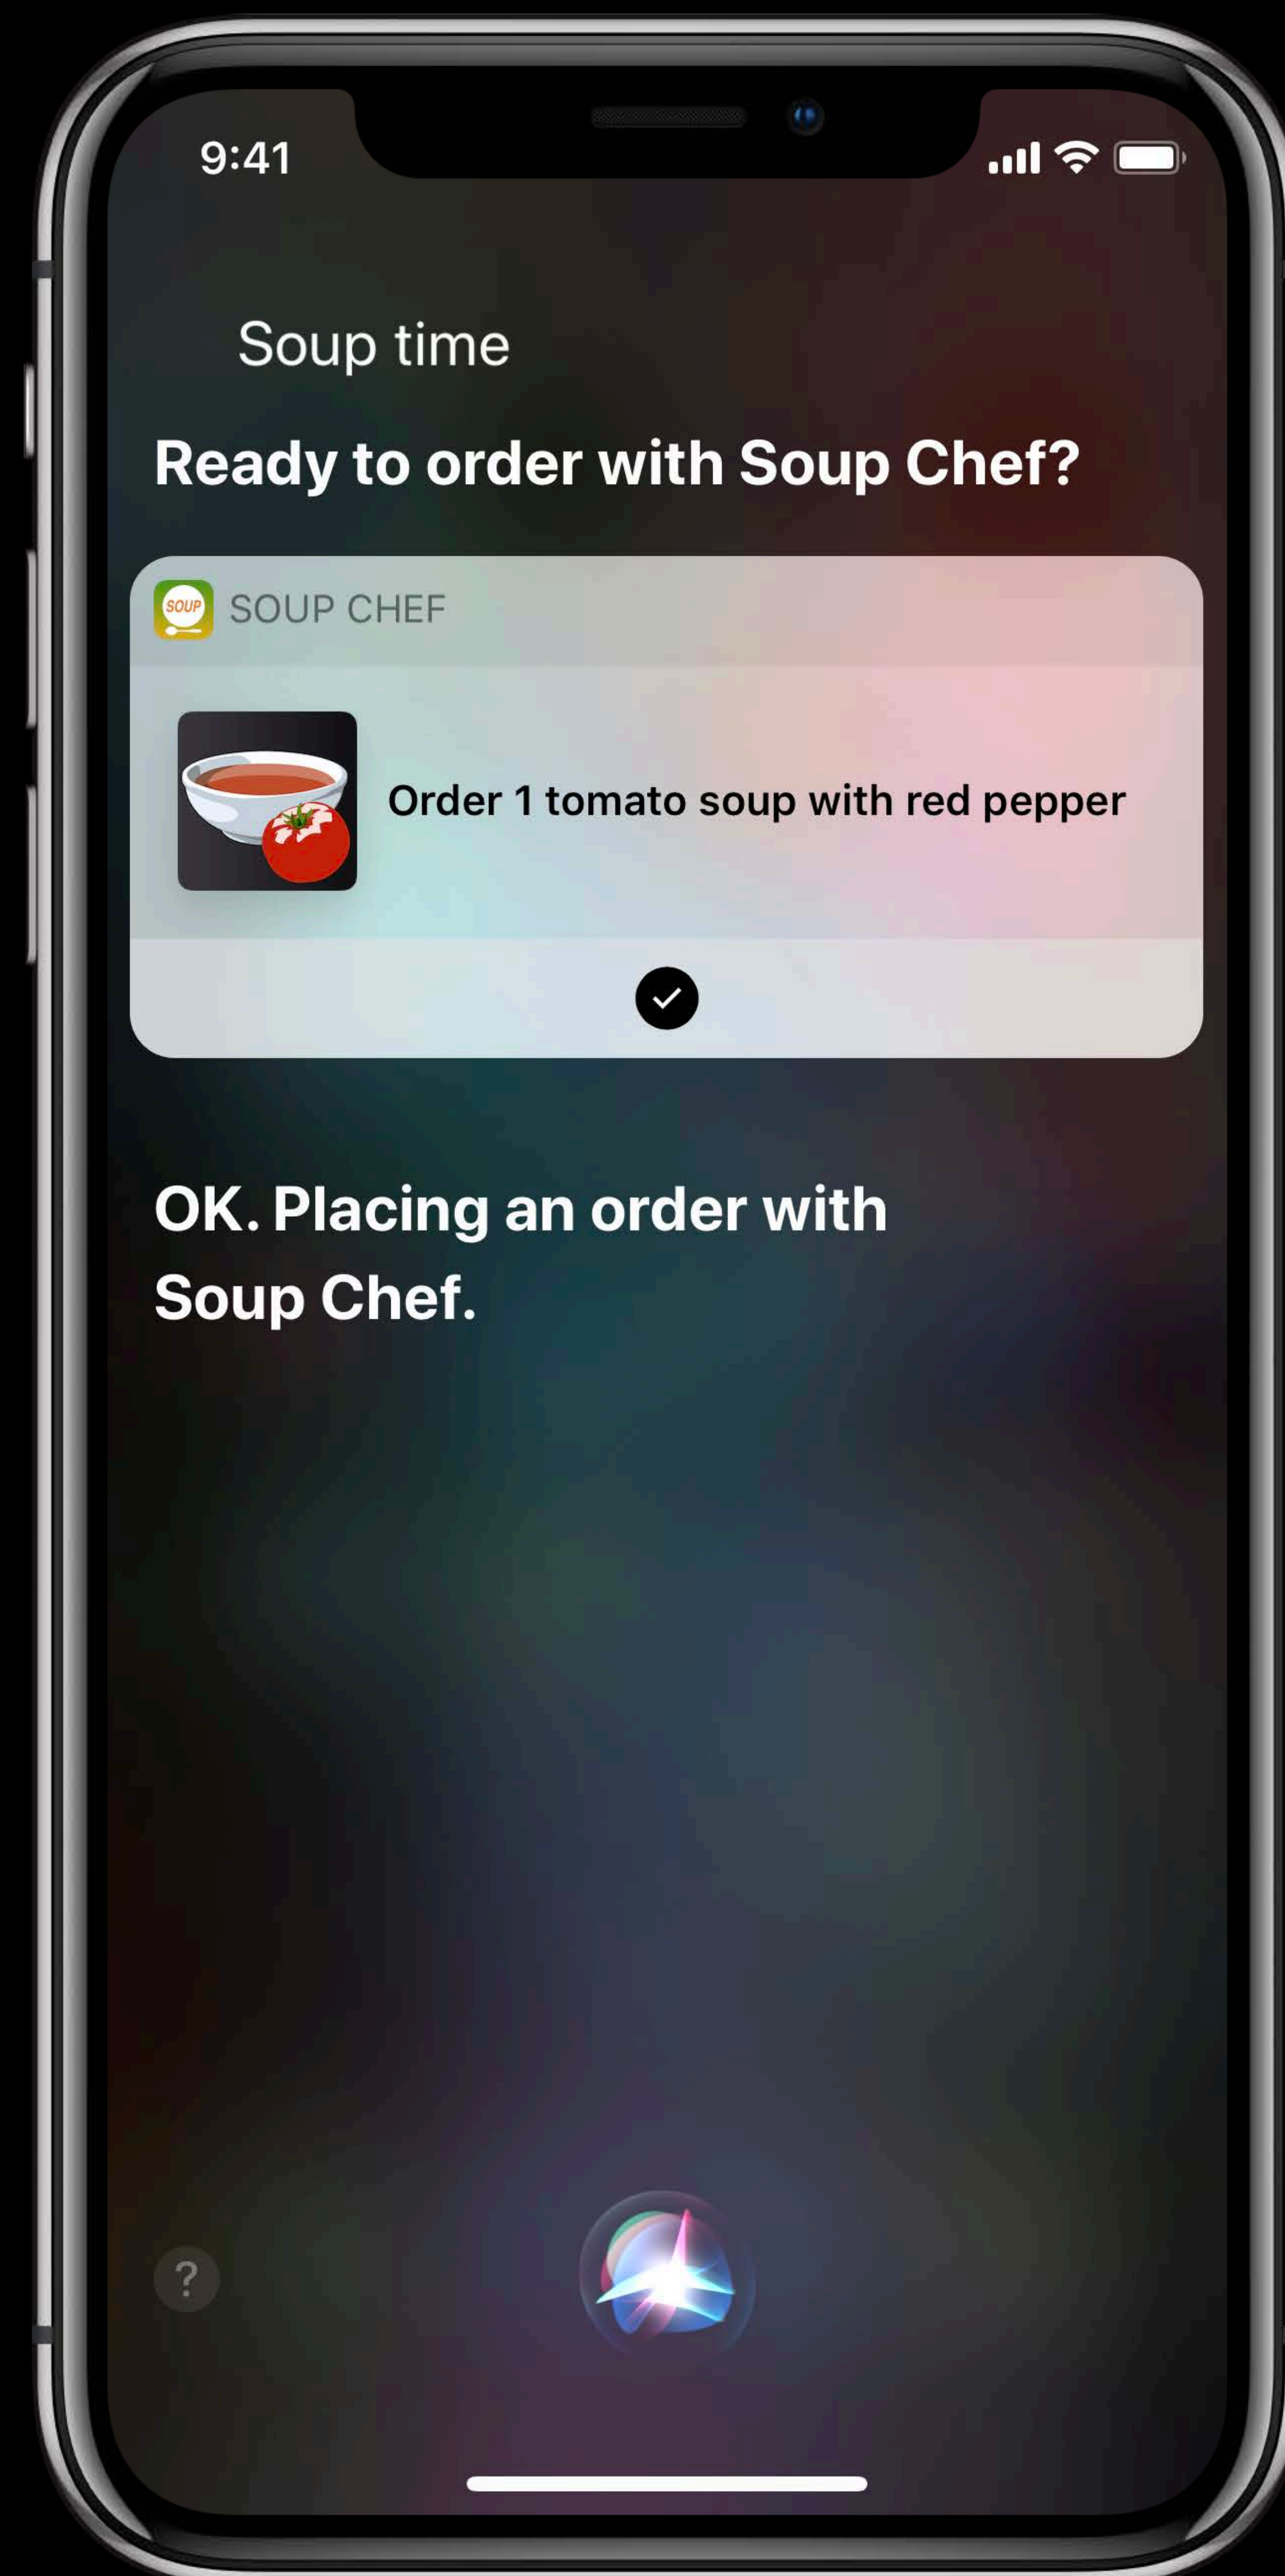 9:41
Soup time
Ready to order with Soup Chef?
SOUP
SOUP CHEF
Order 1 tomato soup with red pepper
OK. Placing an order with
Soup Chef.
?